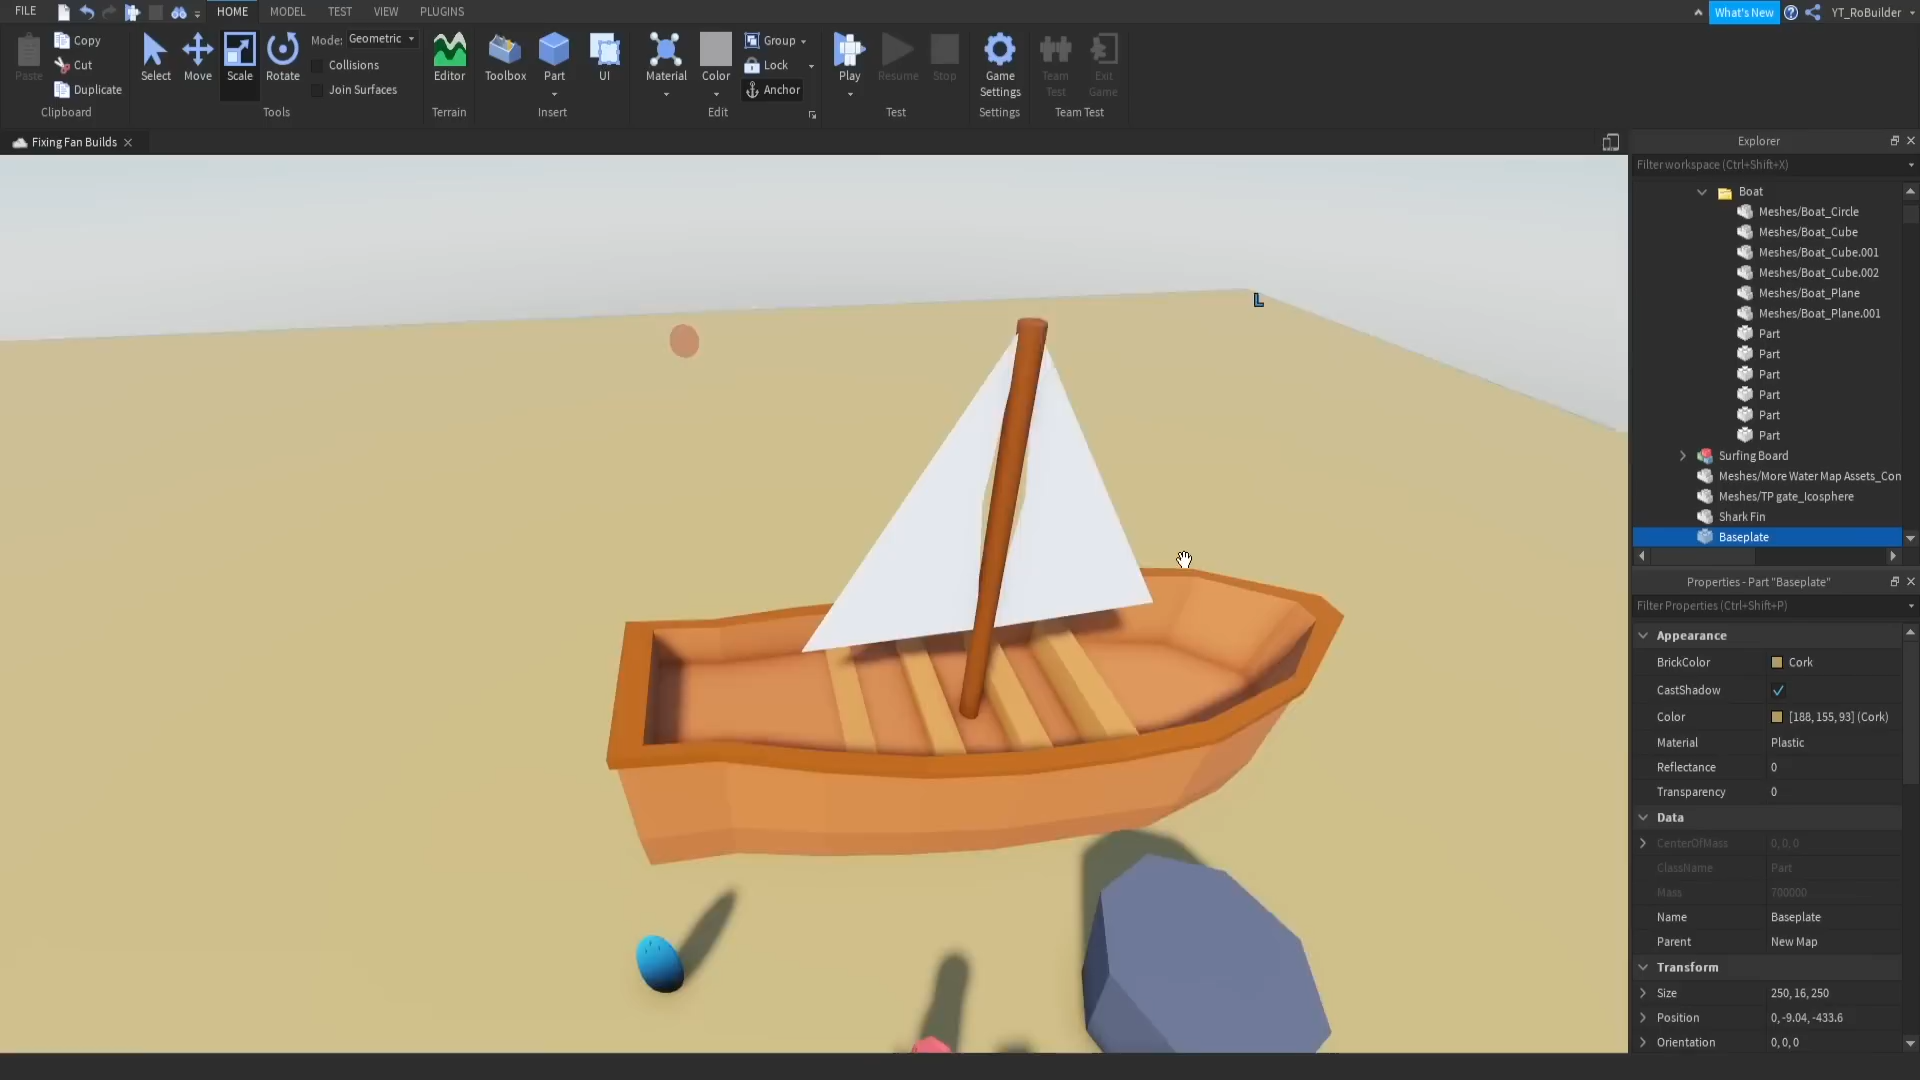 FILE HOME MODEL TEST VIEW PLUGINS What's New YT_RoBuilder
Paste
Copy
Cut
Duplicate
Clipboard
Select Move Scale Rotate
Mode: Geometric
Collisions
Join Surfaces
Tools
Editor
Terrain
Toolbox Part UI
Insert
Material Color
Group
Lock
Anchor
Edit
Play Resume Stop
Test
Game
Settings
Settings
Team
Test
Exit
Game
Team Test
Fixing Fan Builds
L
Explorer
Filter workspace (Ctrl+Shift+X)
Boat
Meshes/Boat_Circle
Meshes/Boat_Cube
Meshes/Boat_Cube.001
Meshes/Boat_Cube.002
Meshes/Boat_Plane
Meshes/Boat_Plane.001
Part
Part
Part
Part
Part
Part
Surfing Board
Meshes/More Water Map Assets_Con
Meshes/TP gate_Icosphere
Shark Fin
Baseplate
Properties - Part "Baseplate"
Filter Properties (Ctrl+Shift+P)
Appearance
BrickColor Cork
CastShadow
Color [188, 155, 93] (Cork)
Material Plastic
Reflectance 0
Transparency 0
Data
CenterOfMass 0, 0, 0
ClassName Part
Mass 700000
Name Baseplate
Parent New Map
Transform
Size 250, 16, 250
Position 0, -9.04, -433.6
Orientation 0, 0, 0